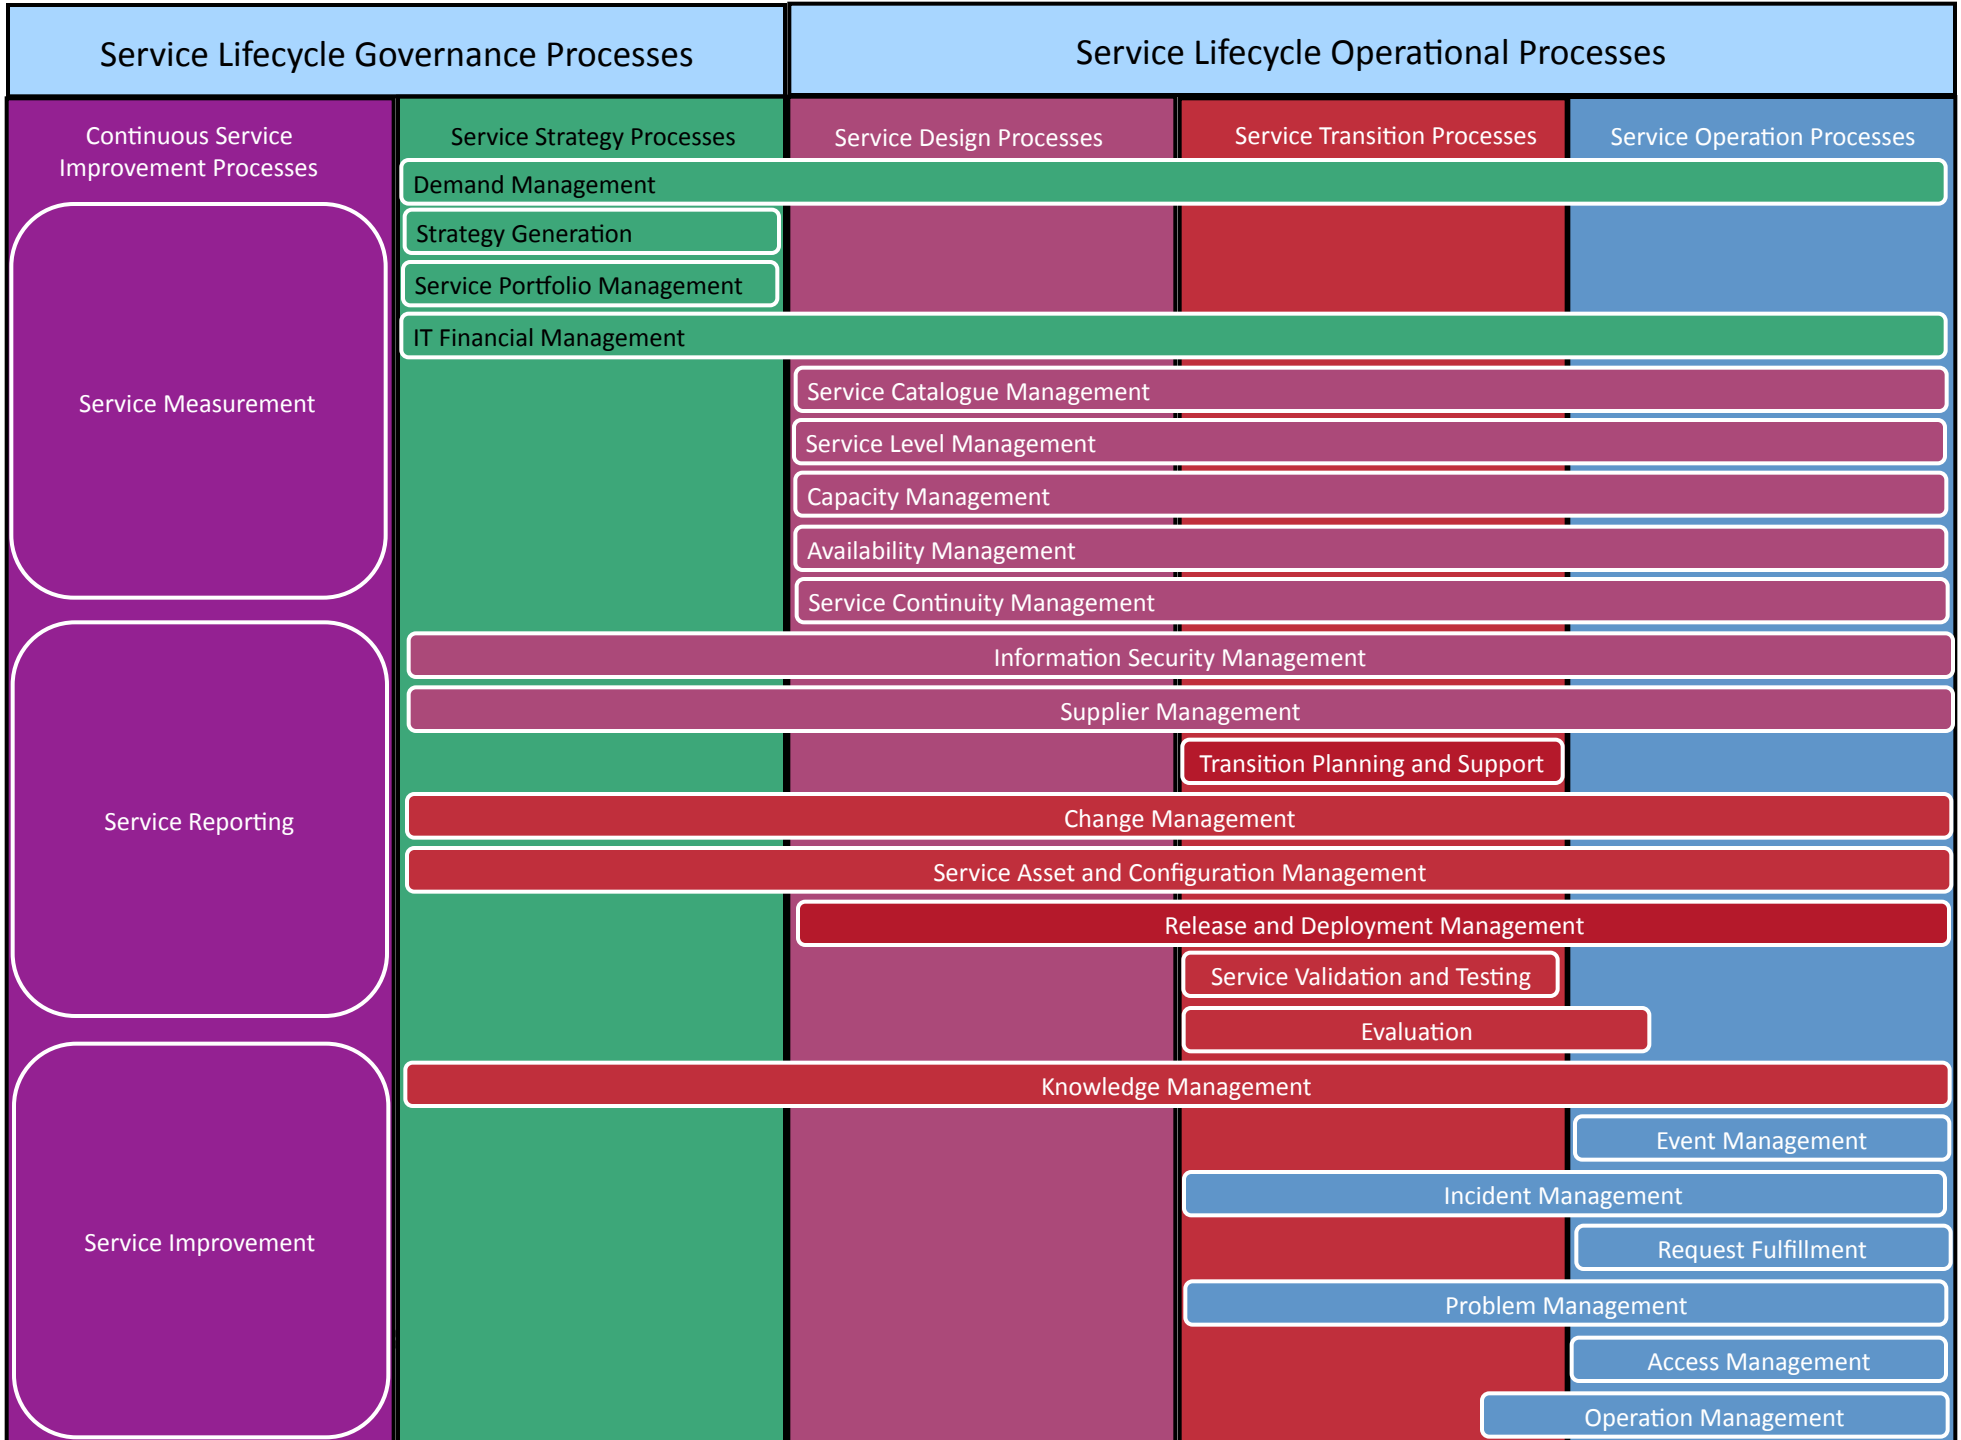 Service Lifecycle Governance Processes
Service Lifecycle Operational Processes
Continuous Service
Improvement Processes
Service Strategy Processes
Service Design Processes
Service Transition Processes
Service Operation Processes
Demand Management
Strategy Generation
Service Portfolio Management
IT Financial Management
Service Measurement
Service Catalogue Management
Service Level Management
Capacity Management
Availability Management
Service Continuity Management
Information Security Management
Supplier Management
Transition Planning and Support
Service Reporting
Change Management
Service Asset and Configuration Management
Release and Deployment Management
Service Validation and Testing
Evaluation
Knowledge Management
Event Management
Incident Management
Service Improvement
Request Fulfillment
Problem Management
Access Management
Operation Management